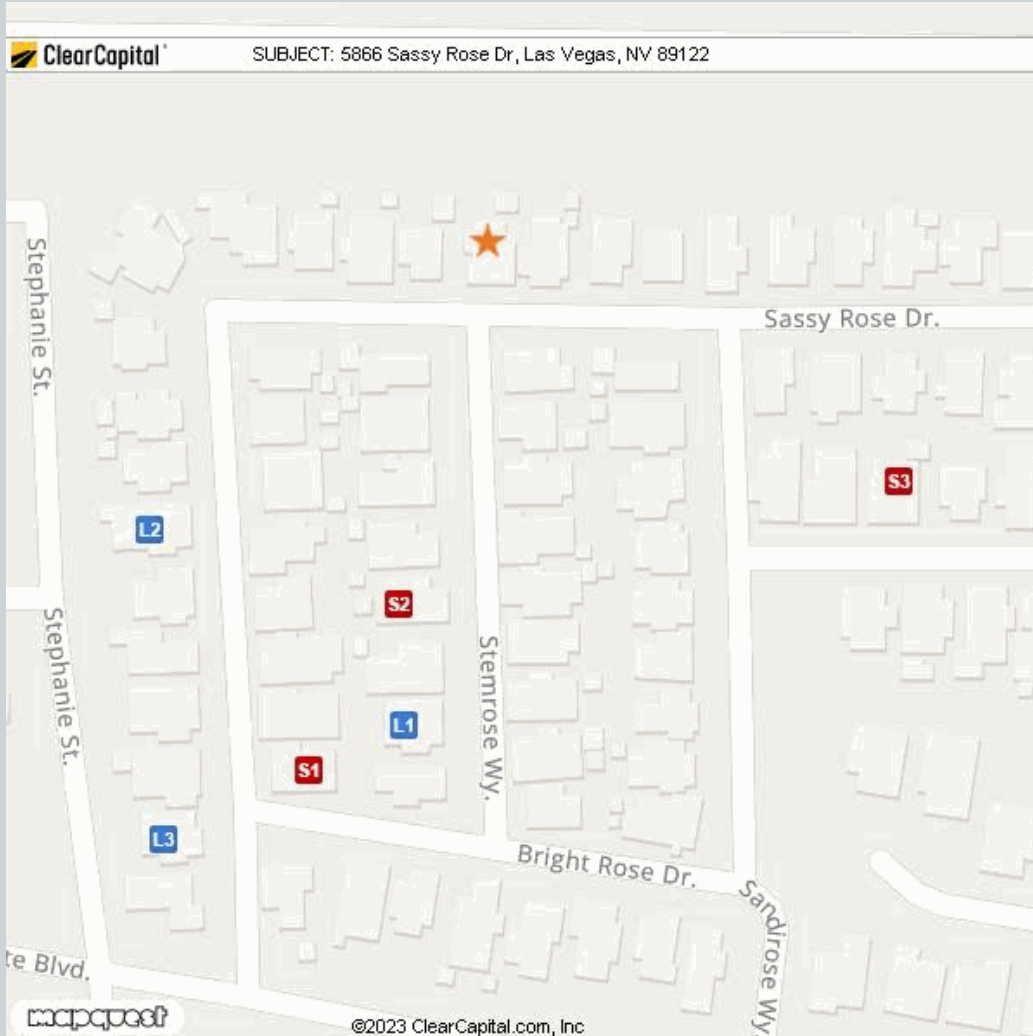 ClearCapital SUBJECT: 5866 Sassy Rose Dr, Las Vegas, NV 89122
Stephanie St.
Sassy Rose Dr.
S3
L2
S2
Stephanie St.
Stemrose Wy.
L1
S1
L3
Bright Rose Dr.
Sandirose Wy.
te Blvd.
mapquest
©2023 ClearCapital.com, Inc